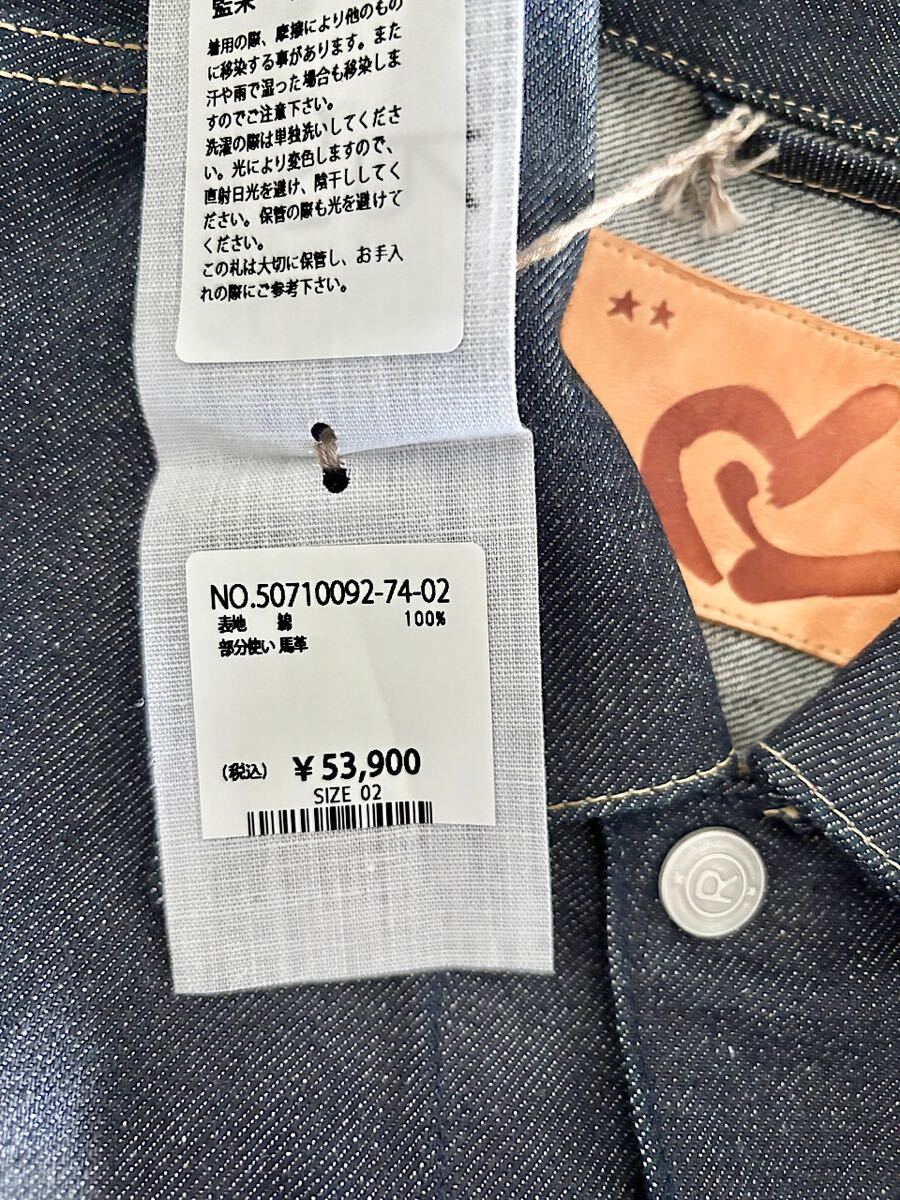 藍染
着用の際、摩擦により他のもの
に移染する事があります。また
汗や雨で湿った場合も移染しま
すのでご注意下さい。
洗濯の際は単独洗いしてくださ
い。光により変色しますので、
直射日光を避け、陰干ししてく
ださい。保管の際も光を避けて
ください。
この札は大切に保管し、お手入
れの際にご参考下さい。
NO.50710092-74-02
表地 綿 100%
部分使い 馬革
(税込) ¥53,900
SIZE 02
R